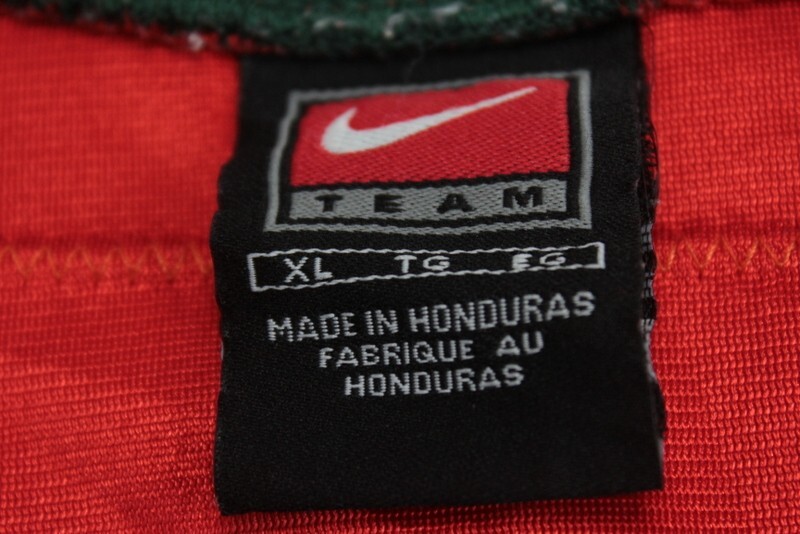 TEAM
XL TG EG
MADE IN HONDURAS
FABRIQUE AU
HONDURAS